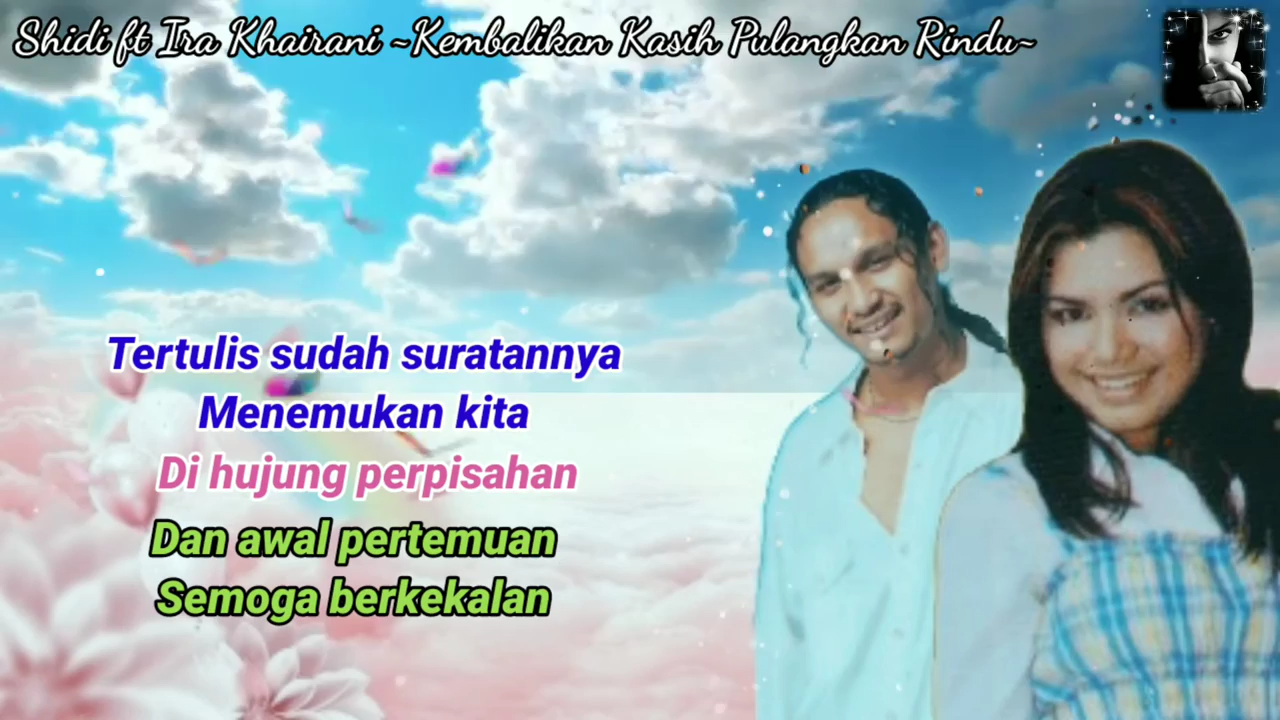 Shidi ft Ira Khairani ~Kembalikan Kasih Pulangkan Rindu~
Tertulis sudah suratannya
Menemukan kita
Di hujung perpisahan
Dan awal pertemuan
Semoga berkekalan